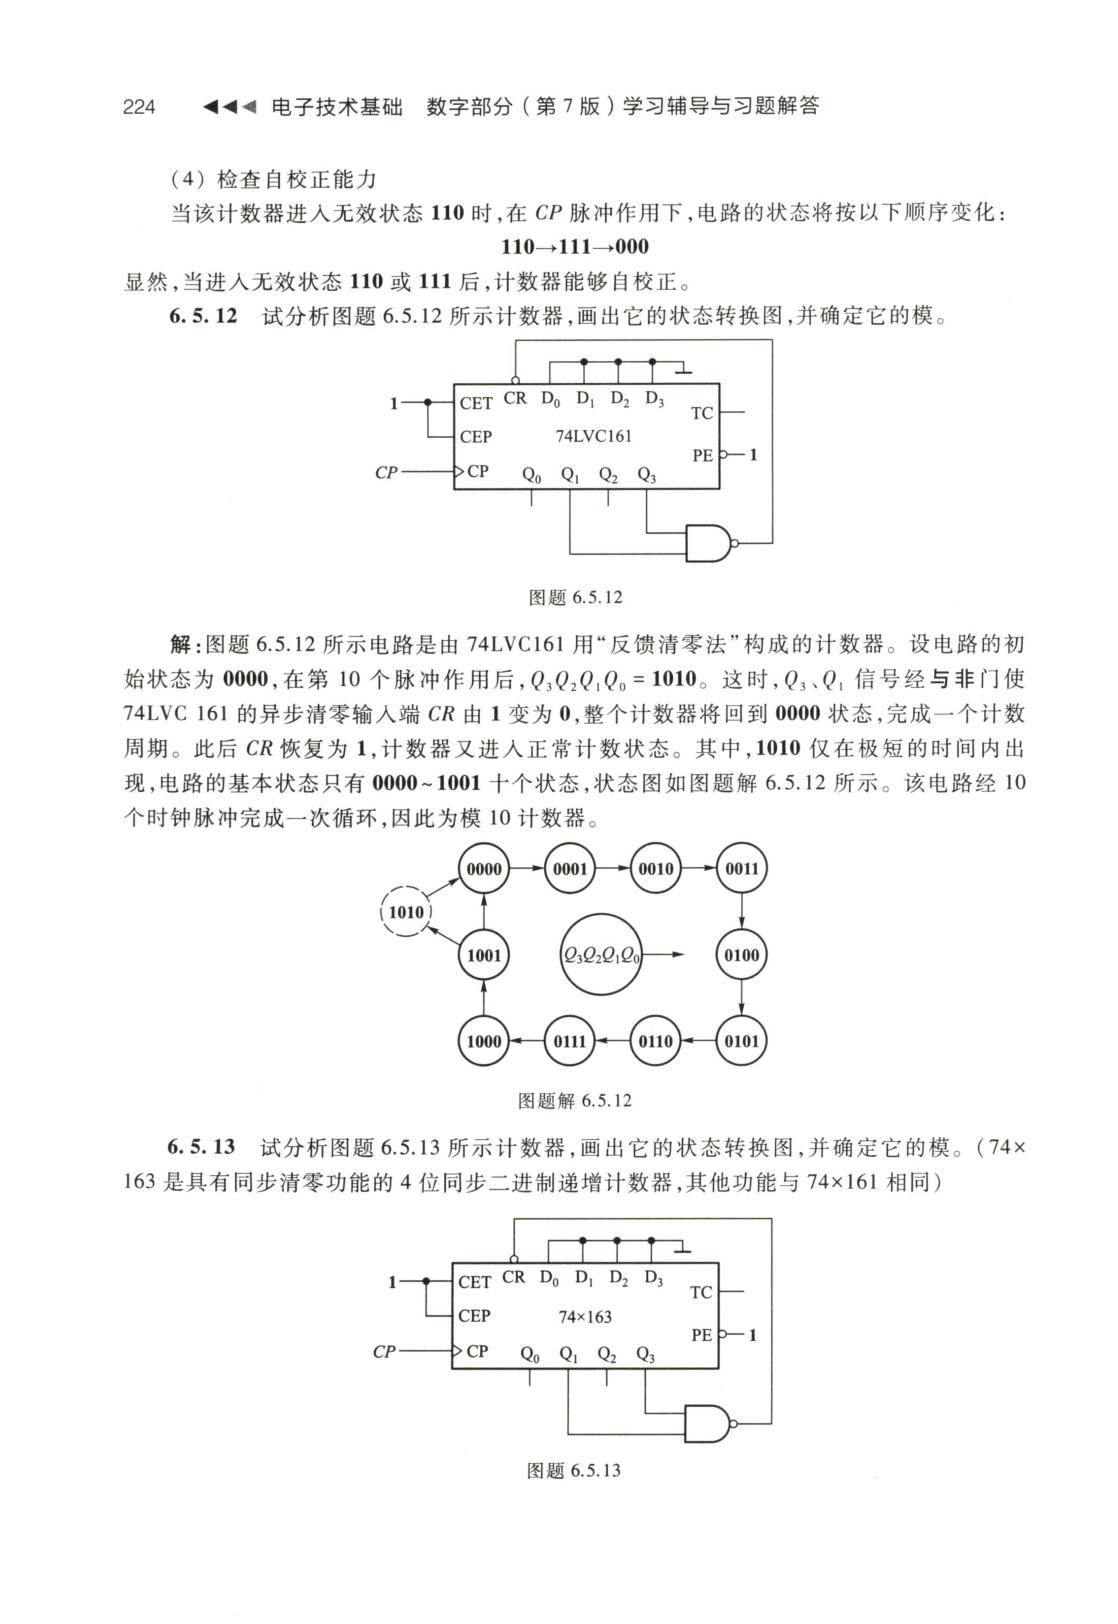 224 ◀◀◀ 电子技术基础 数字部分(第7版)学习辅导与习题解答
(4) 检查自校正能力
当该计数器进入无效状态 110 时,在 CP 脉冲作用下,电路的状态将按以下顺序变化:
110→111→000
显然,当进入无效状态 110 或 111 后,计数器能够自校正。
6.5.12 试分析图题 6.5.12 所示计数器,画出它的状态转换图,并确定它的模。
1 CET CR D₀ D₁ D₂ D₃ TC
CEP 74LVC161 PE 1
CP CP Q₀ Q₁ Q₂ Q₃
图题 6.5.12
解:图题 6.5.12 所示电路是由 74LVC161 用“反馈清零法”构成的计数器。设电路的初
始状态为 0000,在第 10 个脉冲作用后,Q₃Q₂Q₁Q₀ = 1010。这时,Q₃、Q₁ 信号经与非门使
74LVC 161 的异步清零输入端 CR 由 1 变为 0,整个计数器将回到 0000 状态,完成一个计数
周期。此后 CR 恢复为 1,计数器又进入正常计数状态。其中,1010 仅在极短的时间内出
现,电路的基本状态只有 0000~1001 十个状态,状态图如图题解 6.5.12 所示。该电路经 10
个时钟脉冲完成一次循环,因此为模 10 计数器。
0000 0001 0010 0011
1010
1001 Q₃Q₂Q₁Q₀ 0100
1000 0111 0110 0101
图题解 6.5.12
6.5.13 试分析图题 6.5.13 所示计数器,画出它的状态转换图,并确定它的模。(74×
163 是具有同步清零功能的 4 位同步二进制递增计数器,其他功能与 74×161 相同)
1 CET CR D₀ D₁ D₂ D₃ TC
CEP 74×163 PE 1
CP CP Q₀ Q₁ Q₂ Q₃
图题 6.5.13